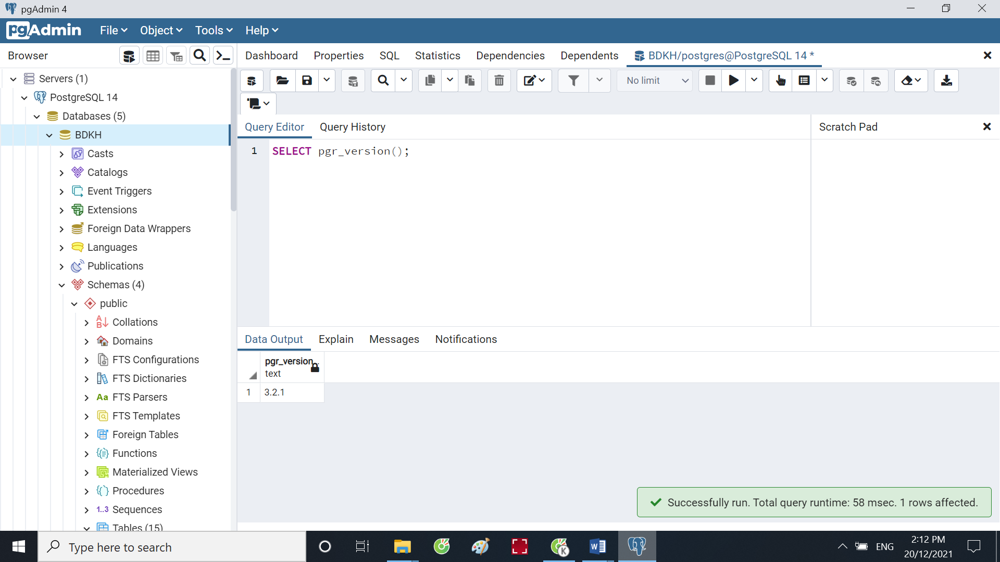 pgAdmin 4
pgAdmin File Object Tools Help
Browser
Dashboard Properties SQL Statistics Dependencies Dependents BDKH/postgres@PostgreSQL 14 *
No limit
Servers (1)
PostgreSQL 14
Databases (5)
BDKH
Casts
Catalogs
Event Triggers
Extensions
Foreign Data Wrappers
Languages
Publications
Schemas (4)
public
Collations
Domains
FTS Configurations
FTS Dictionaries
Aa FTS Parsers
FTS Templates
Foreign Tables
Functions
Materialized Views
Procedures
1..3 Sequences
Tables (15)
Query Editor Query History
Scratch Pad
1 SELECT pgr_version();
Data Output Explain Messages Notifications
pgr_version
text
1 3.2.1
Successfully run. Total query runtime: 58 msec. 1 rows affected.
Type here to search
ENG
2:12 PM
20/12/2021